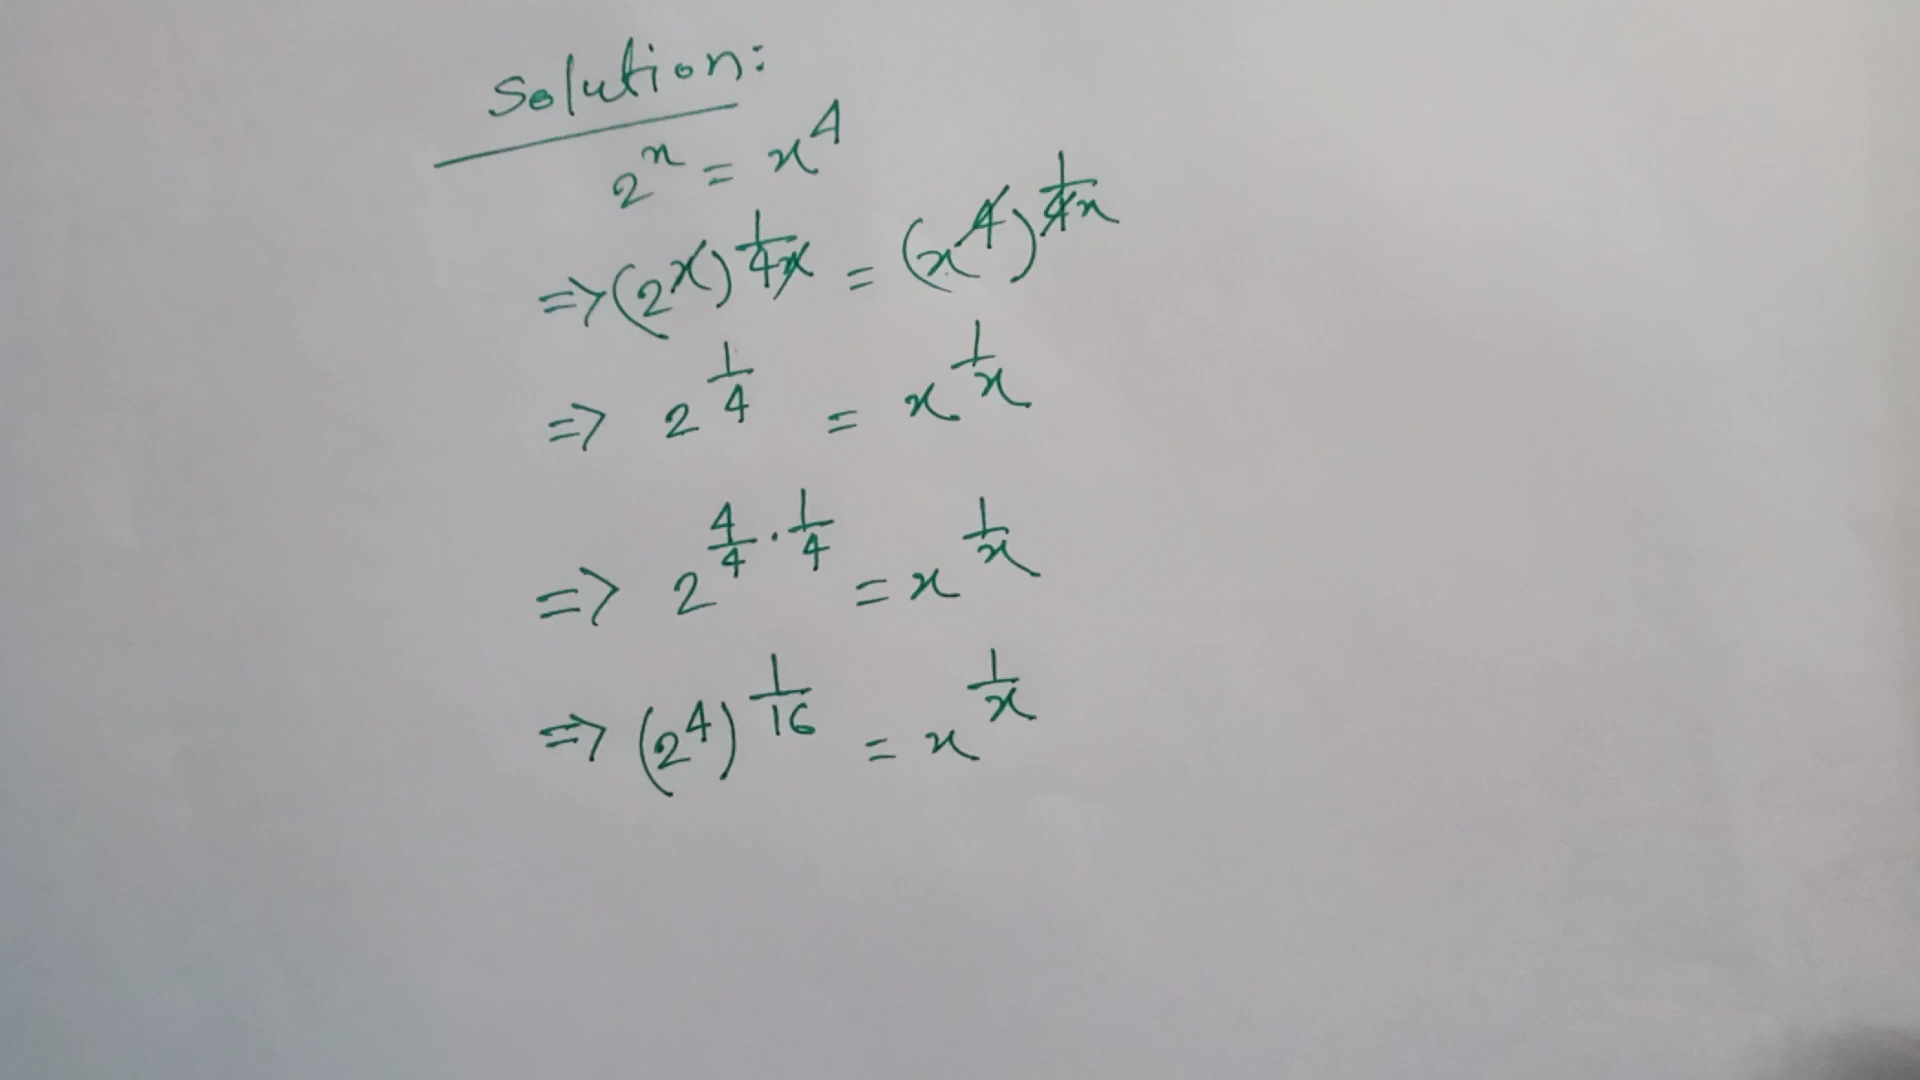 Solution:
2^x = x^4
=> (2^x)^(1/4x) = (x^4)^(1/4x)
=> 2^(1/4) = x^(1/x)
=> 2^(4/4 · 1/4) = x^(1/x)
=> (2^4)^(1/16) = x^(1/x)